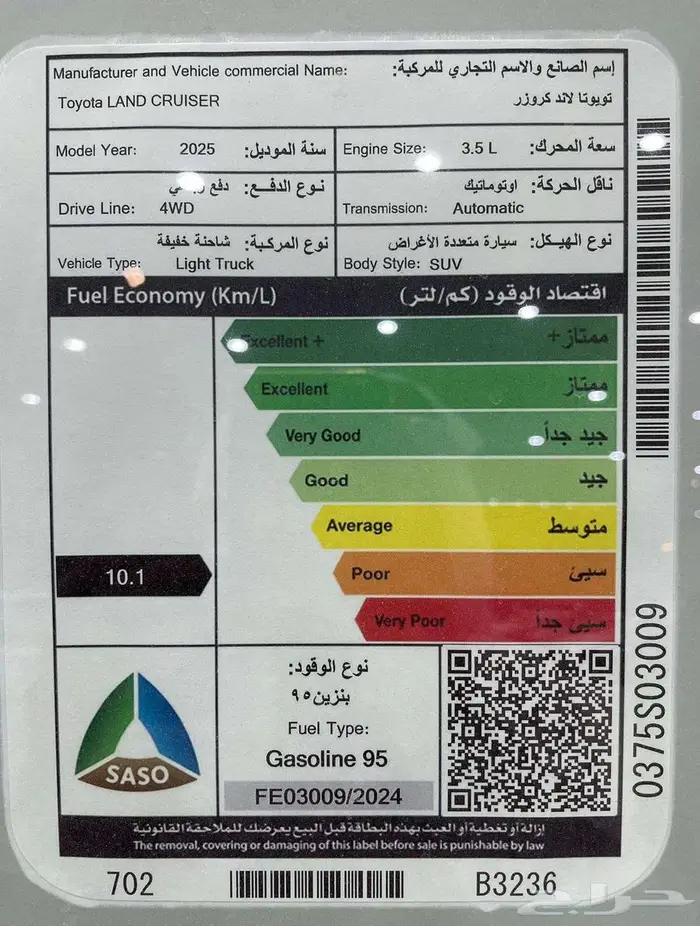 Manufacturer and Vehicle commercial Name: إسم الصانع والاسم التجاري للمركبة:
Toyota LAND CRUISER تويوتا لاند كروزر
Model Year: 2025 سنة الموديل:
Engine Size: 3.5 L سعة المحرك:
نوع الدفع: دفع
Drive Line: 4WD
ناقل الحركة: اوتوماتيك
Transmission: Automatic
نوع المركبة: شاحنة خفيفة
Vehicle Type: Light Truck
نوع الهيكل: سيارة متعددة الأغراض
Body Style: SUV
Fuel Economy (Km/L) اقتصاد الوقود (كم/لتر)
Excellent + ممتاز+
Excellent ممتاز
Very Good جيد جداً
Good جيد
Average متوسط
10.1 Poor سيئ
Very Poor سيئ جداً
SASO
نوع الوقود:
بنزين ٩٥
Fuel Type:
Gasoline 95
FE03009/2024
0375S03009
إزالة أو تغطية أو العبث بهذه البطاقة قبل البيع يعرضك للملاحقة القانونية
The removal, covering or damaging of this label before sale is punishable by law
702 B3236
حراج